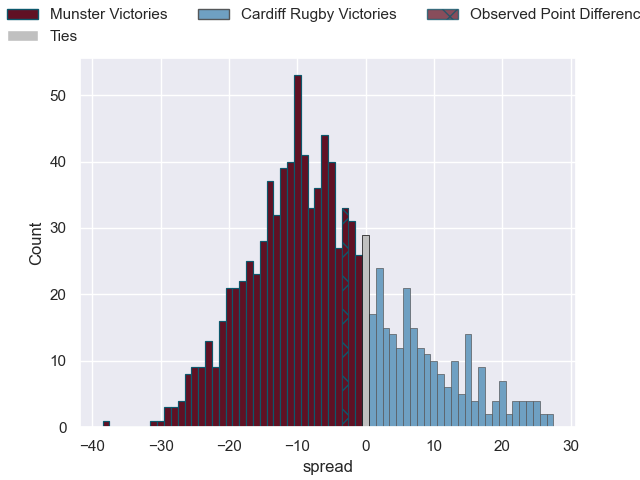 Munster Victories
Cardiff Rugby Victories
Observed Point Differenc
Ties
50
40
30
20
10
0
Count
−40
−30
−20
−10
0
10
20
30
spread